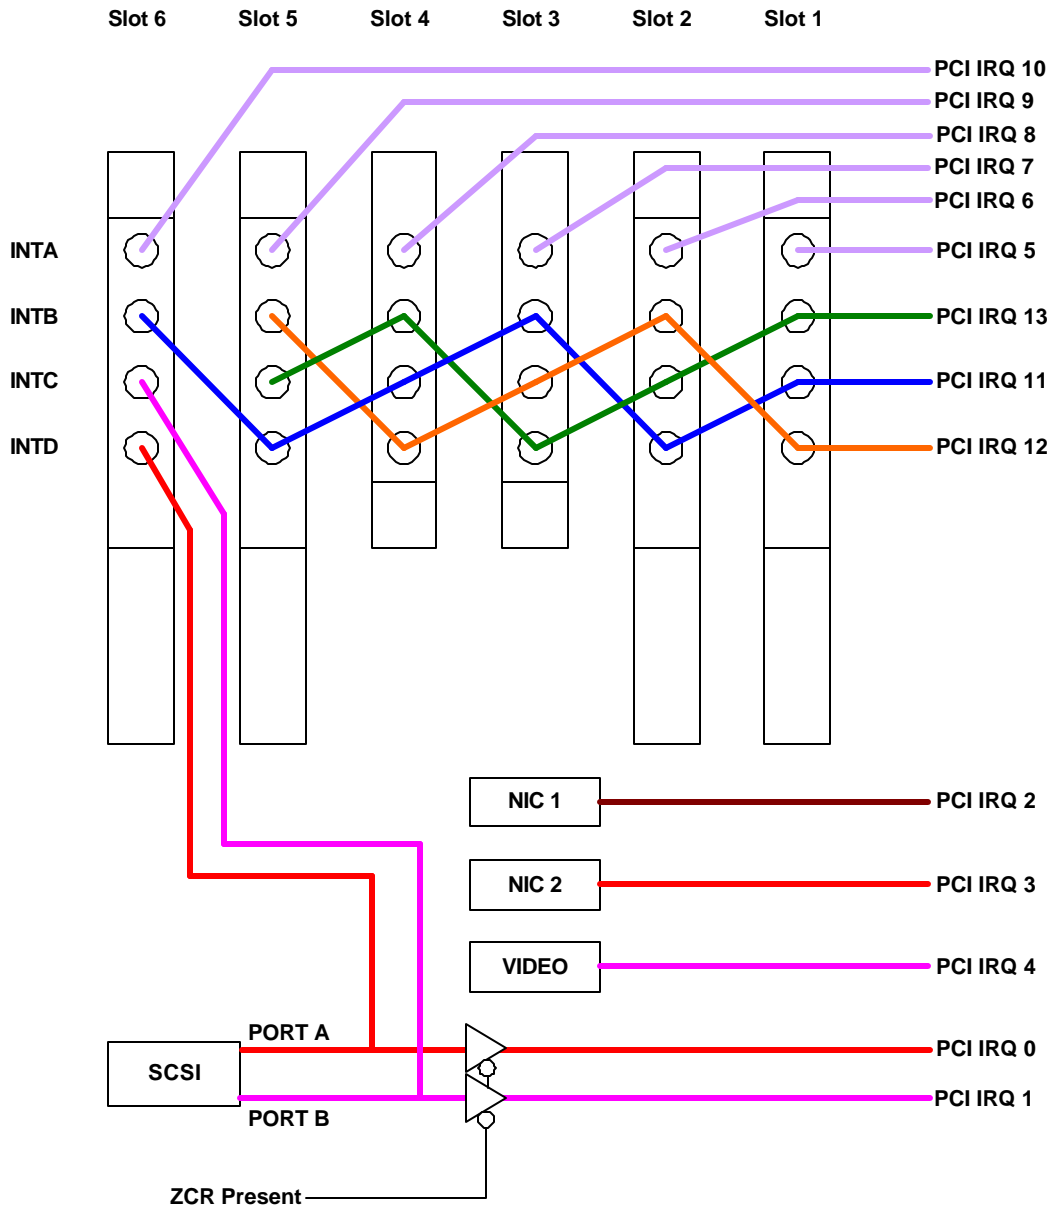 Slot 6 Slot 5 Slot 4 Slot 3 Slot 2 Slot 1
PCI IRQ 10
PCI IRQ 9
PCI IRQ 8
PCI IRQ 7
PCI IRQ 6
INTA PCI IRQ 5
INTB PCI IRQ 13
INTC PCI IRQ 11
INTD PCI IRQ 12
NIC 1 PCI IRQ 2
NIC 2 PCI IRQ 3
VIDEO PCI IRQ 4
PORT A
PCI IRQ 0
SCSI
PCI IRQ 1
PORT B
ZCR Present